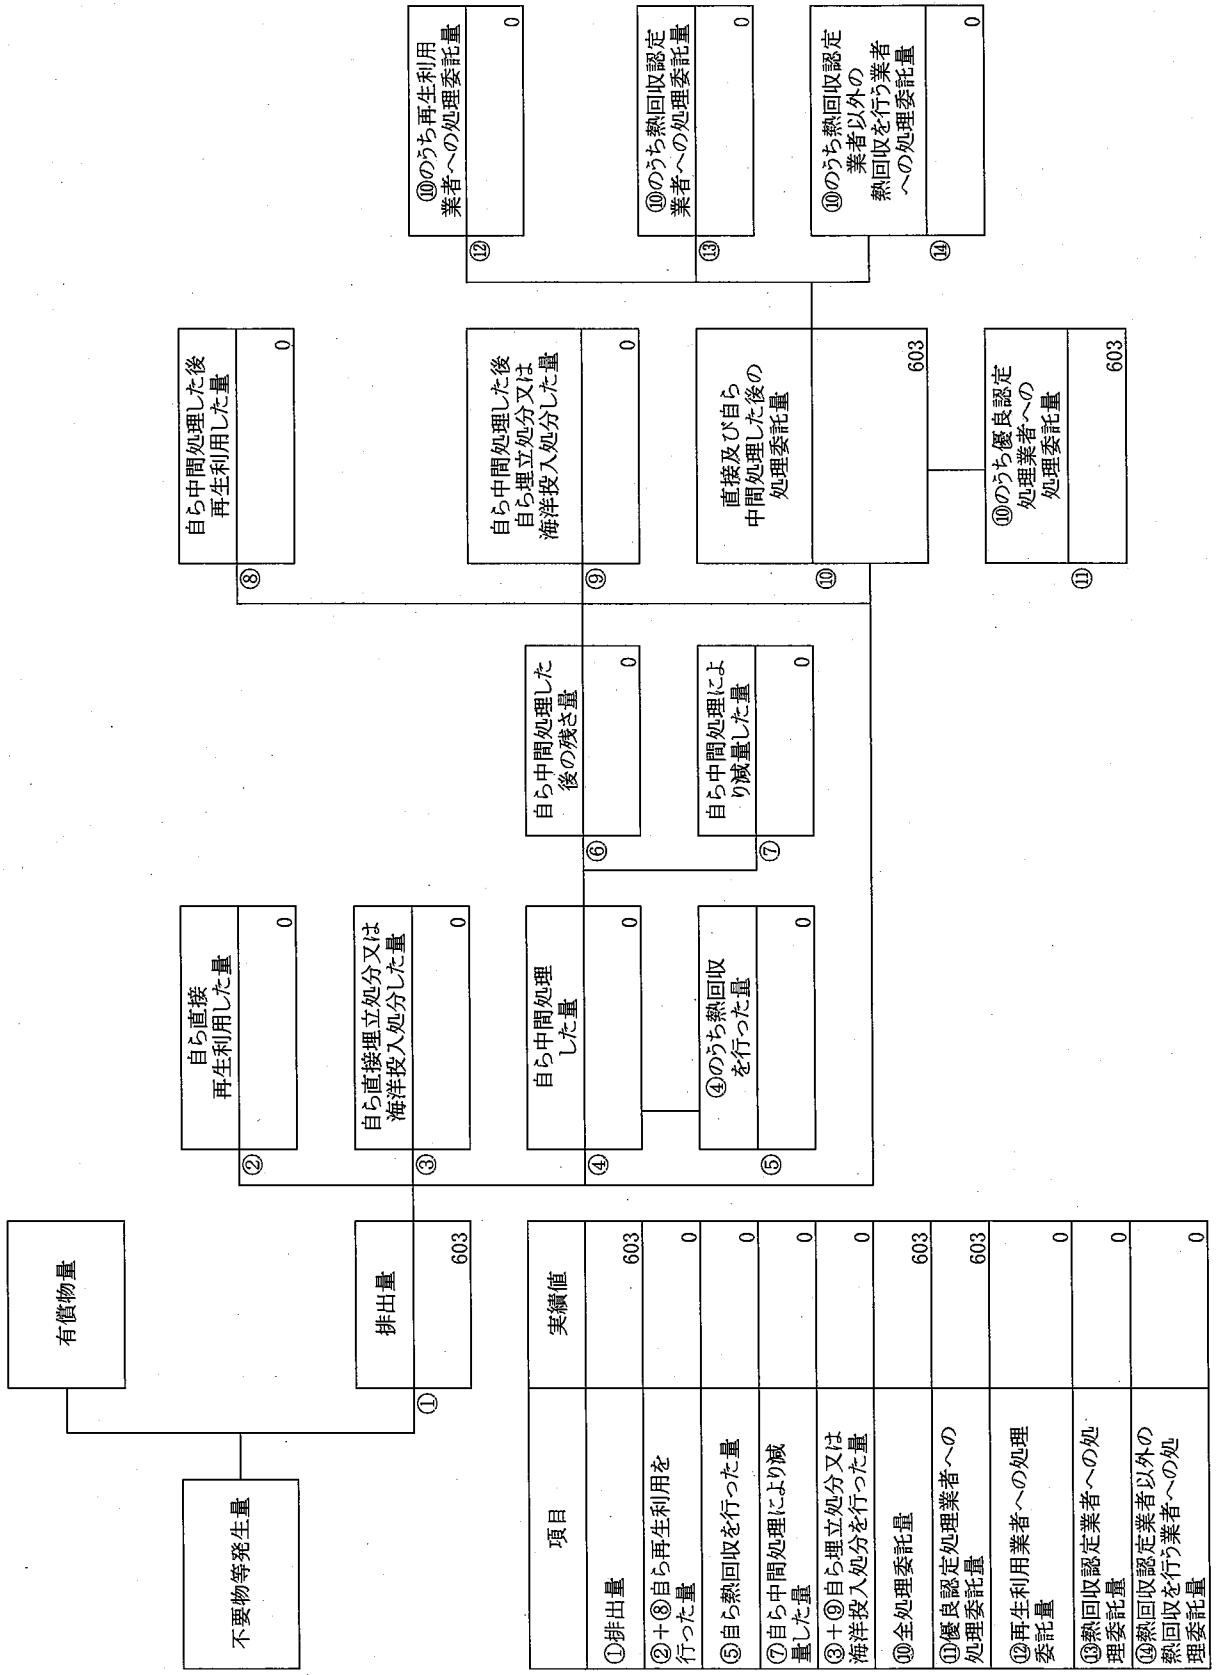 不要物等発生量
有償物量
排出量
①
603
自ら直接
再生利用した量
②
0
自ら直接埋立処分又は
海洋投入処分した量
③
0
自ら中間処理
した量
④
0
④のうち熱回収
を行った量
⑤
0
自ら中間処理した
後の残さ量
⑥
0
自ら中間処理によ
り減量した量
⑦
0
自ら中間処理した後
再生利用した量
⑧
0
自ら中間処理した後
自ら埋立処分又は
海洋投入処分した量
⑨
0
直接及び自ら
中間処理した後の
処理委託量
⑩
603
⑩のうち優良認定
処理業者への
処理委託量
⑪
603
⑩のうち再生利用
業者への処理委託量
⑫
0
⑩のうち熱回収認定
業者への処理委託量
⑬
0
⑩のうち熱回収認定
業者以外の
熱回収を行う業者
への処理委託量
⑭
0
項目 実績値
①排出量 603
②+⑧自ら再生利用を
行った量 0
⑤自ら熱回収を行った量 0
⑦自ら中間処理により減
量した量 0
③+⑨自ら埋立処分又は
海洋投入処分を行った量 0
⑩全処理委託量 603
⑪優良認定処理業者への
処理委託量 603
⑫再生利用業者への処理
委託量 0
⑬熱回収認定業者への処
理委託量 0
⑭熱回収認定業者以外の
熱回収を行う業者への処
理委託量 0